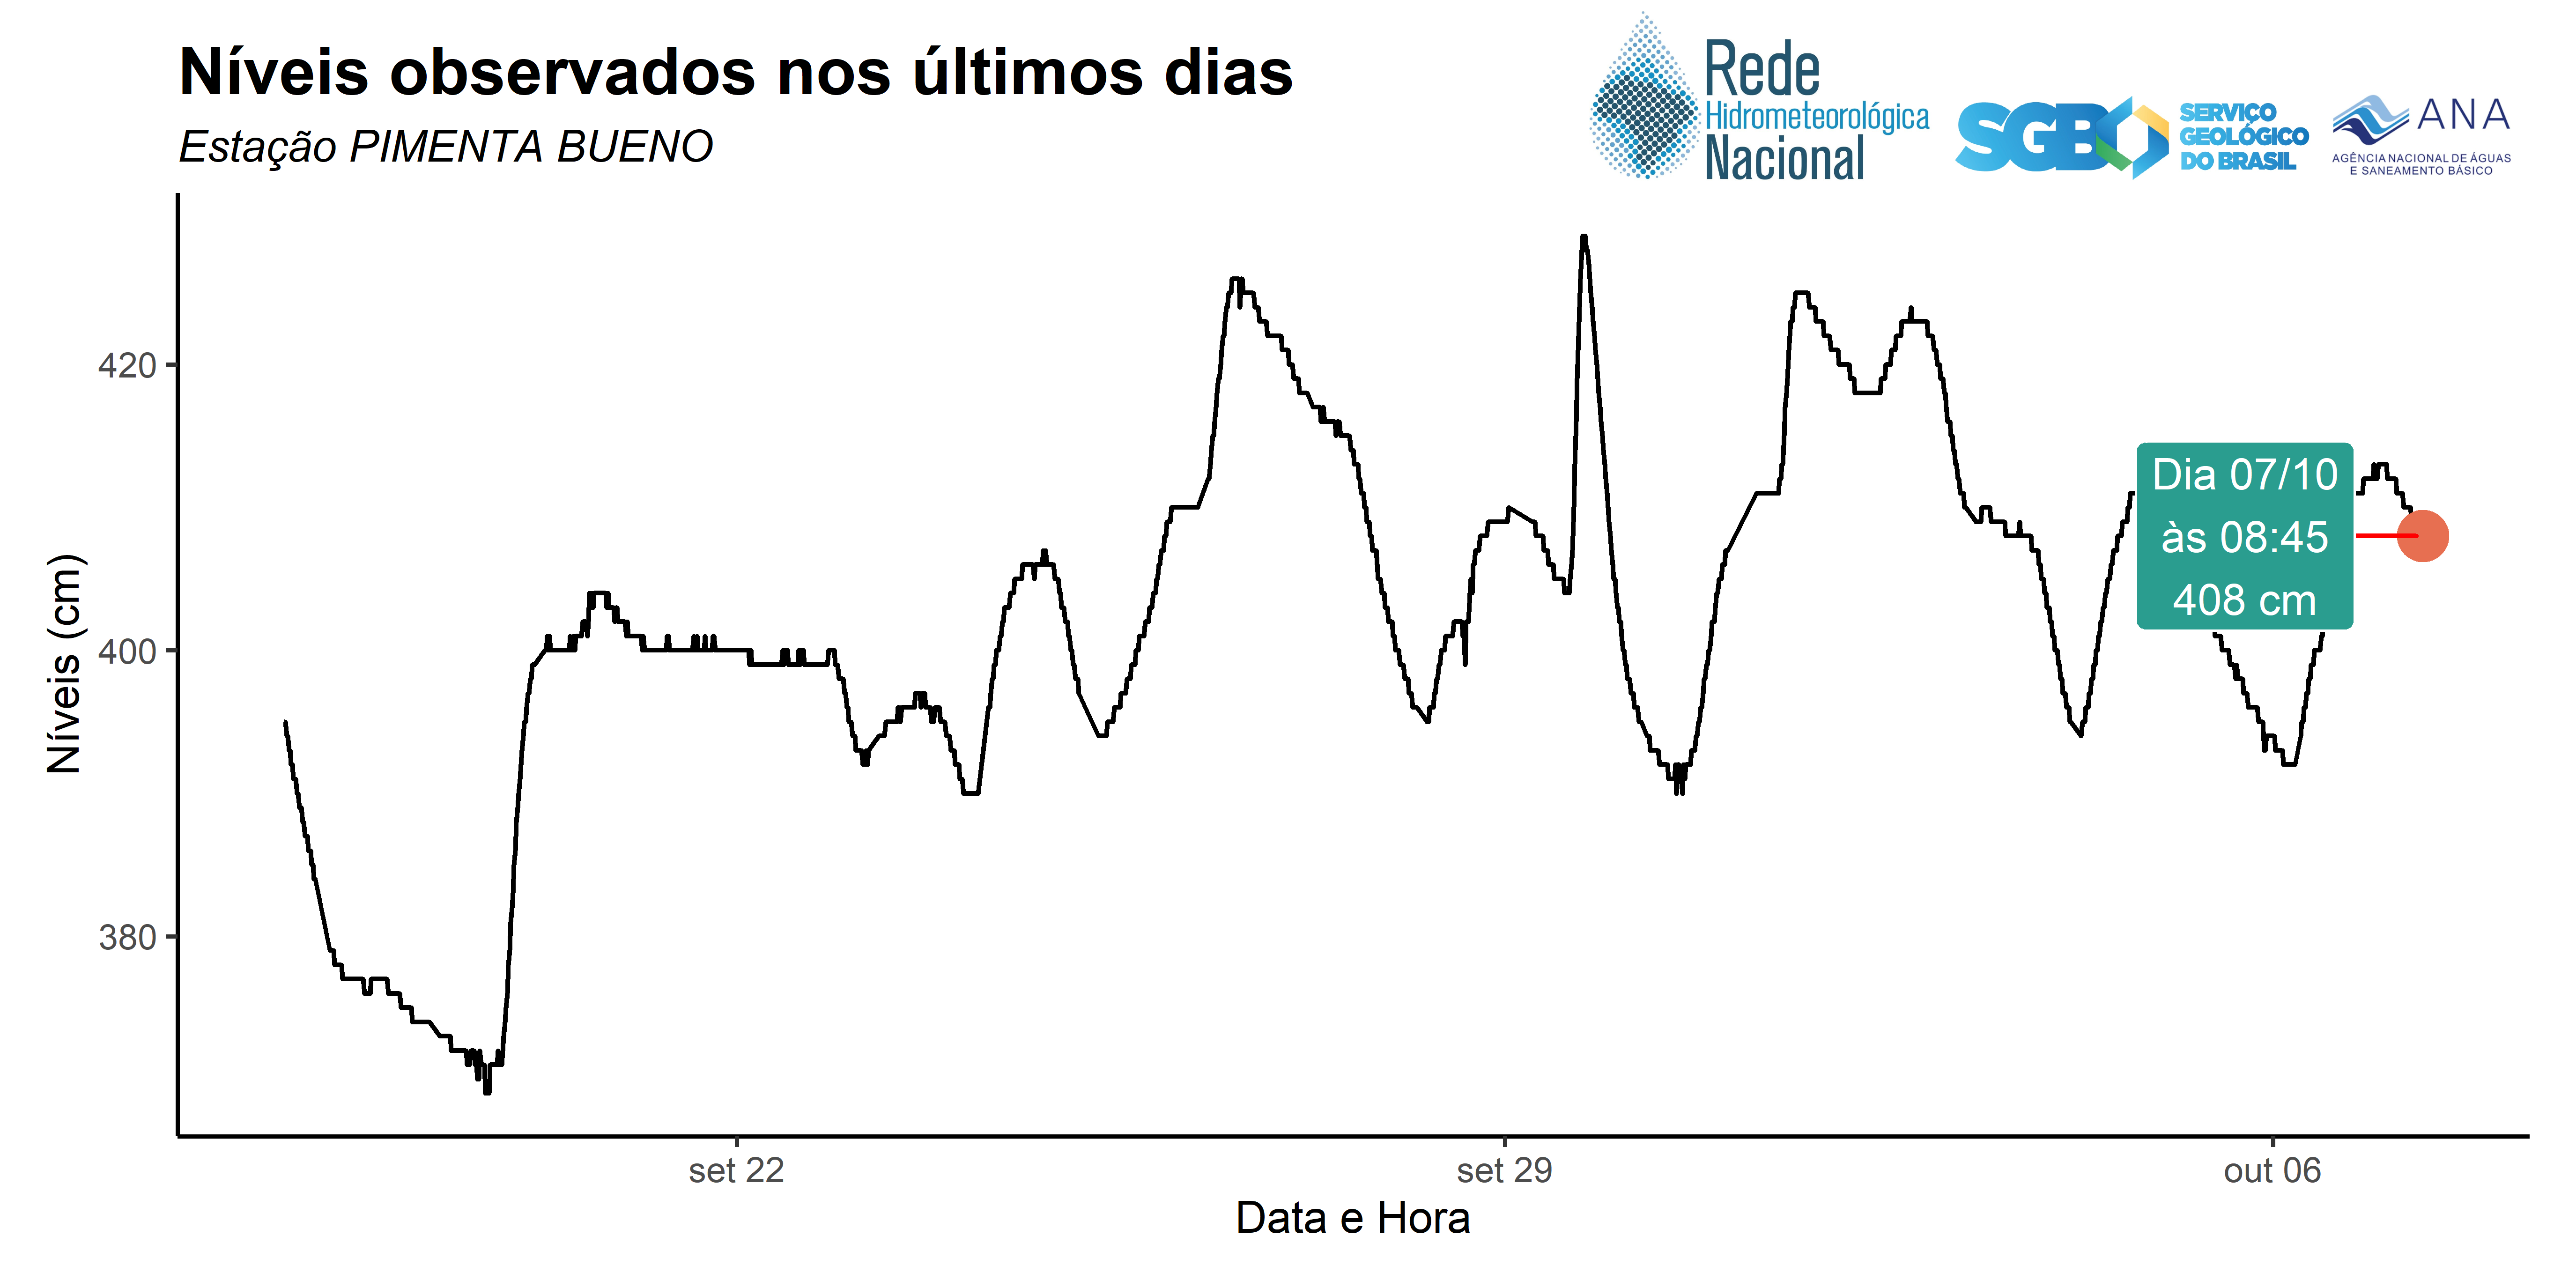 Níveis observados nos últimos dias
Estação PIMENTA BUENO
Rede
Hidrometeorológica
Nacional
SGB
SERVIÇO
GEOLÓGICO
DO BRASIL
ANA
AGÊNCIA NACIONAL DE ÁGUAS
E SANEAMENTO BÁSICO
Níveis (cm)
420
400
380
Dia 07/10
às 08:45
408 cm
set 22
set 29
out 06
Data e Hora